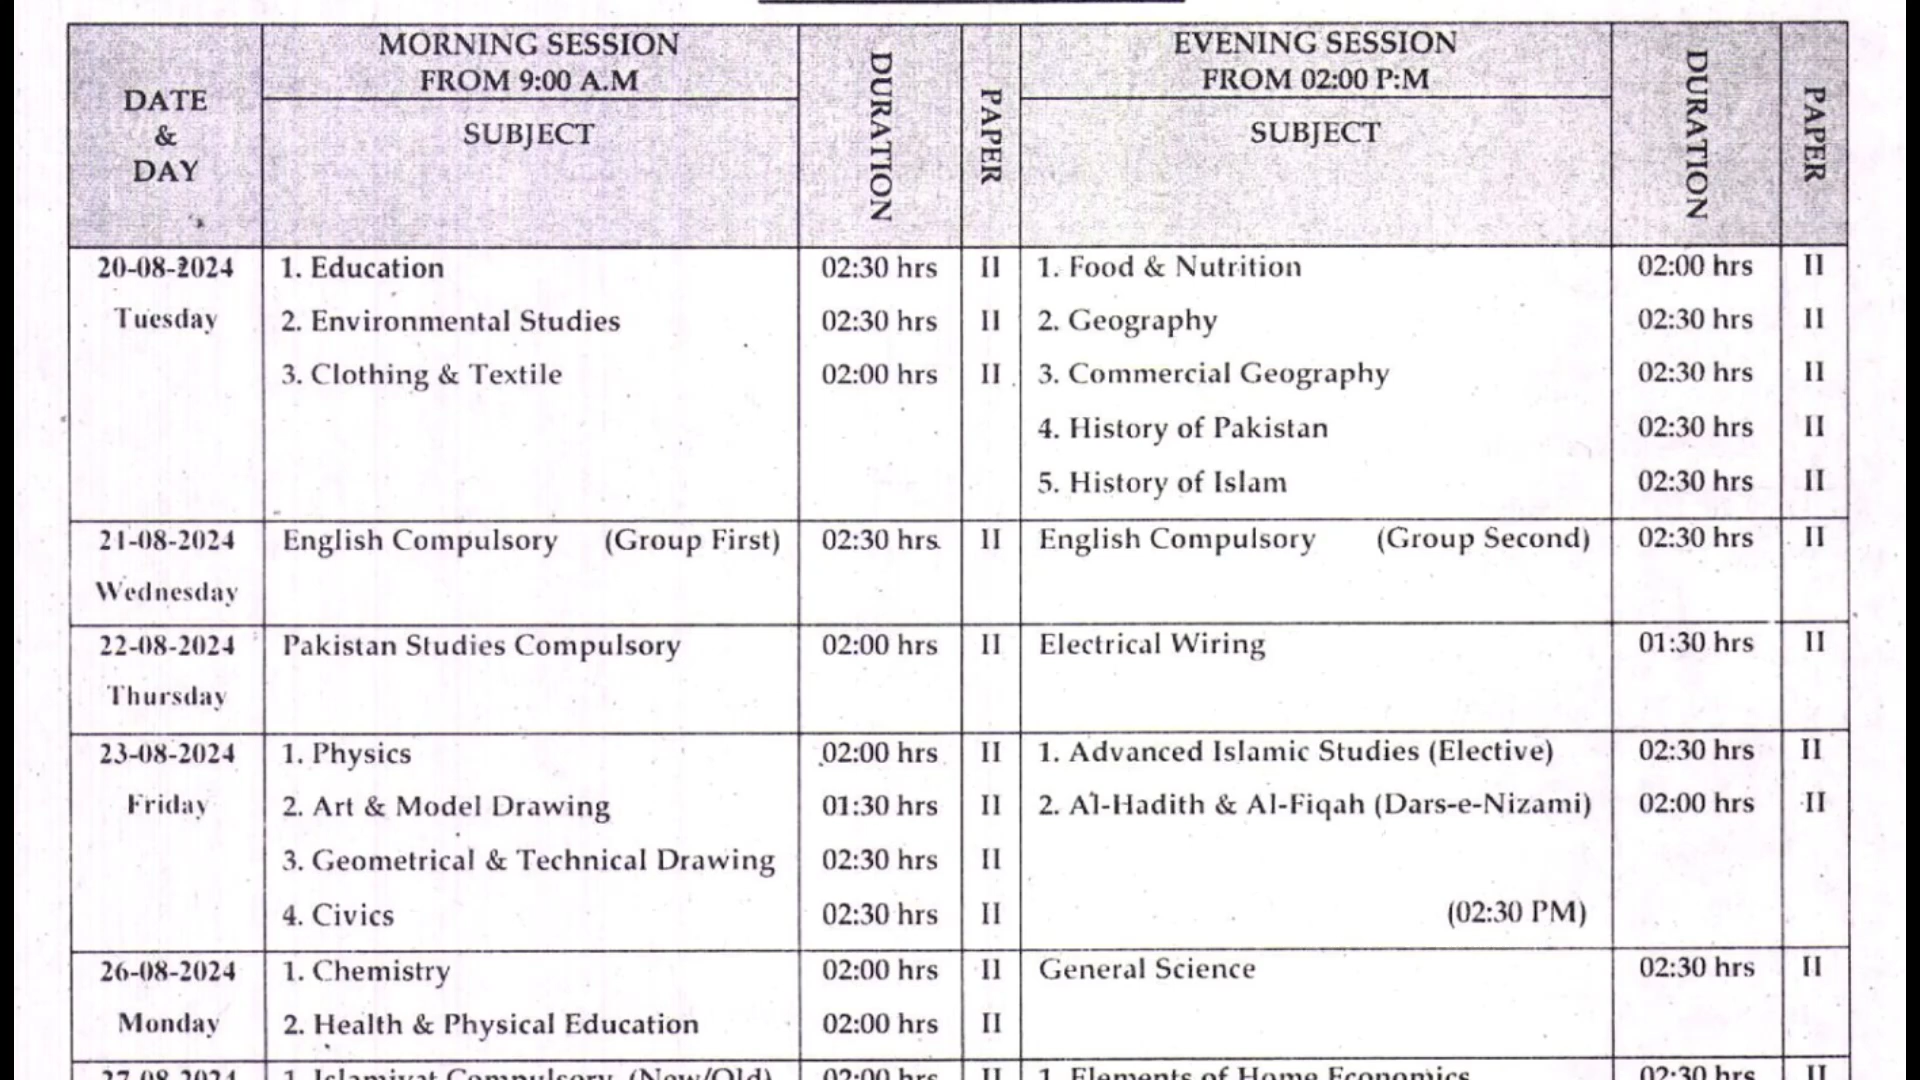 DATE & DAY | MORNING SESSION FROM 9:00 A.M SUBJECT | DURATION | PAPER | EVENING SESSION FROM 02:00 P:M SUBJECT | DURATION | PAPER
20-08-2024 | 1. Education | 02:30 hrs | II | 1. Food & Nutrition | 02:00 hrs | II
Tuesday | 2. Environmental Studies | 02:30 hrs | II | 2. Geography | 02:30 hrs | II
3. Clothing & Textile | 02:00 hrs | II | 3. Commercial Geography | 02:30 hrs | II
4. History of Pakistan | 02:30 hrs | II
5. History of Islam | 02:30 hrs | II
21-08-2024 | English Compulsory (Group First) | 02:30 hrs | II | English Compulsory (Group Second) | 02:30 hrs | II
Wednesday
22-08-2024 | Pakistan Studies Compulsory | 02:00 hrs | II | Electrical Wiring | 01:30 hrs | II
Thursday
23-08-2024 | 1. Physics | 02:00 hrs | II | 1. Advanced Islamic Studies (Elective) | 02:30 hrs | II
Friday | 2. Art & Model Drawing | 01:30 hrs | II | 2. Al-Hadith & Al-Fiqah (Dars-e-Nizami) | 02:00 hrs | II
3. Geometrical & Technical Drawing | 02:30 hrs | II
4. Civics | 02:30 hrs | II | (02:30 PM)
26-08-2024 | 1. Chemistry | 02:00 hrs | II | General Science | 02:30 hrs | II
Monday | 2. Health & Physical Education | 02:00 hrs | II
27-08-2024 | 1. Islamiyat Compulsory (New/Old) | 02:00 hrs | II | 1. Elements of Home Economics | 02:30 hrs | II